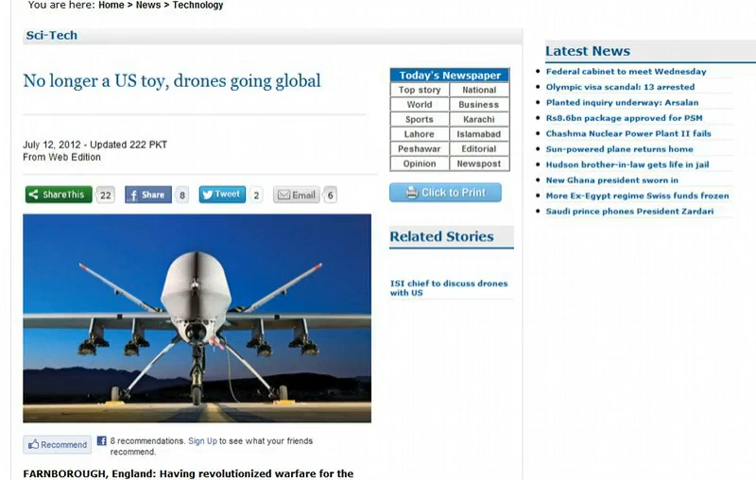 You are here: Home > News > Technology
Sci-Tech
No longer a US toy, drones going global
July 12, 2012 - Updated 222 PKT
From Web Edition
ShareThis 22 Share 8 Tweet 2 Email 6
Recommend 8 recommendations. Sign Up to see what your friends
recommend.
FARNBOROUGH, England: Having revolutionized warfare for the
Today's Newspaper
Top story National
World Business
Sports Karachi
Lahore Islamabad
Peshawar Editorial
Opinion Newspost
Click to Print
Related Stories
ISI chief to discuss drones
with US
Latest News
Federal cabinet to meet Wednesday
Olympic visa scandal: 13 arrested
Planted inquiry underway: Arsalan
Rs8.6bn package approved for PSM
Chashma Nuclear Power Plant II fails
Sun-powered plane returns home
Hudson brother-in-law gets life in jail
New Ghana president sworn in
More Ex-Egypt regime Swiss funds frozen
Saudi prince phones President Zardari